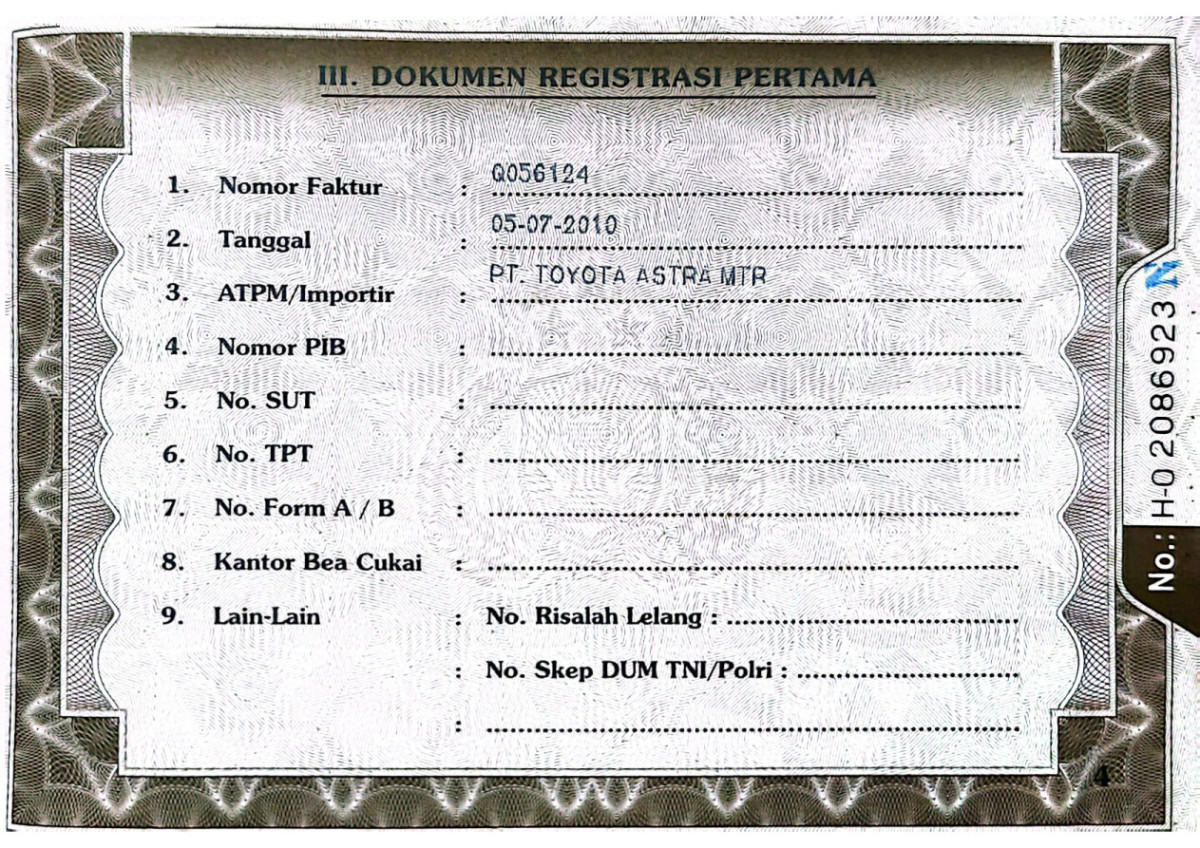 III. DOKUMEN REGISTRASI PERTAMA
1. Nomor Faktur : Q056124
2. Tanggal : 05-07-2010
3. ATPM/Importir : PT. TOYOTA ASTRA MTR
4. Nomor PIB :
5. No. SUT :
6. No. TPT :
7. No. Form A / B :
8. Kantor Bea Cukai :
9. Lain-Lain : No. Risalah Lelang :
: No. Skep DUM TNI/Polri :
:
4
No.: H-0 2086923 N